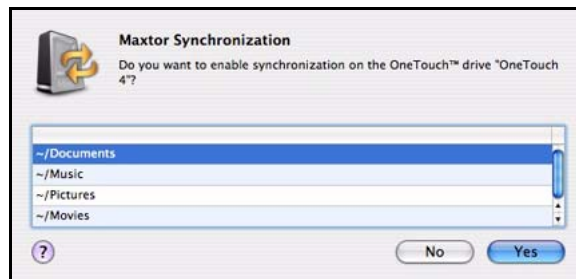 Maxtor Synchronization
Do you want to enable synchronization on the OneTouch™ drive "OneTouch
4"?
~/Documents
~/Music
~/Pictures
~/Movies
?
No
Yes